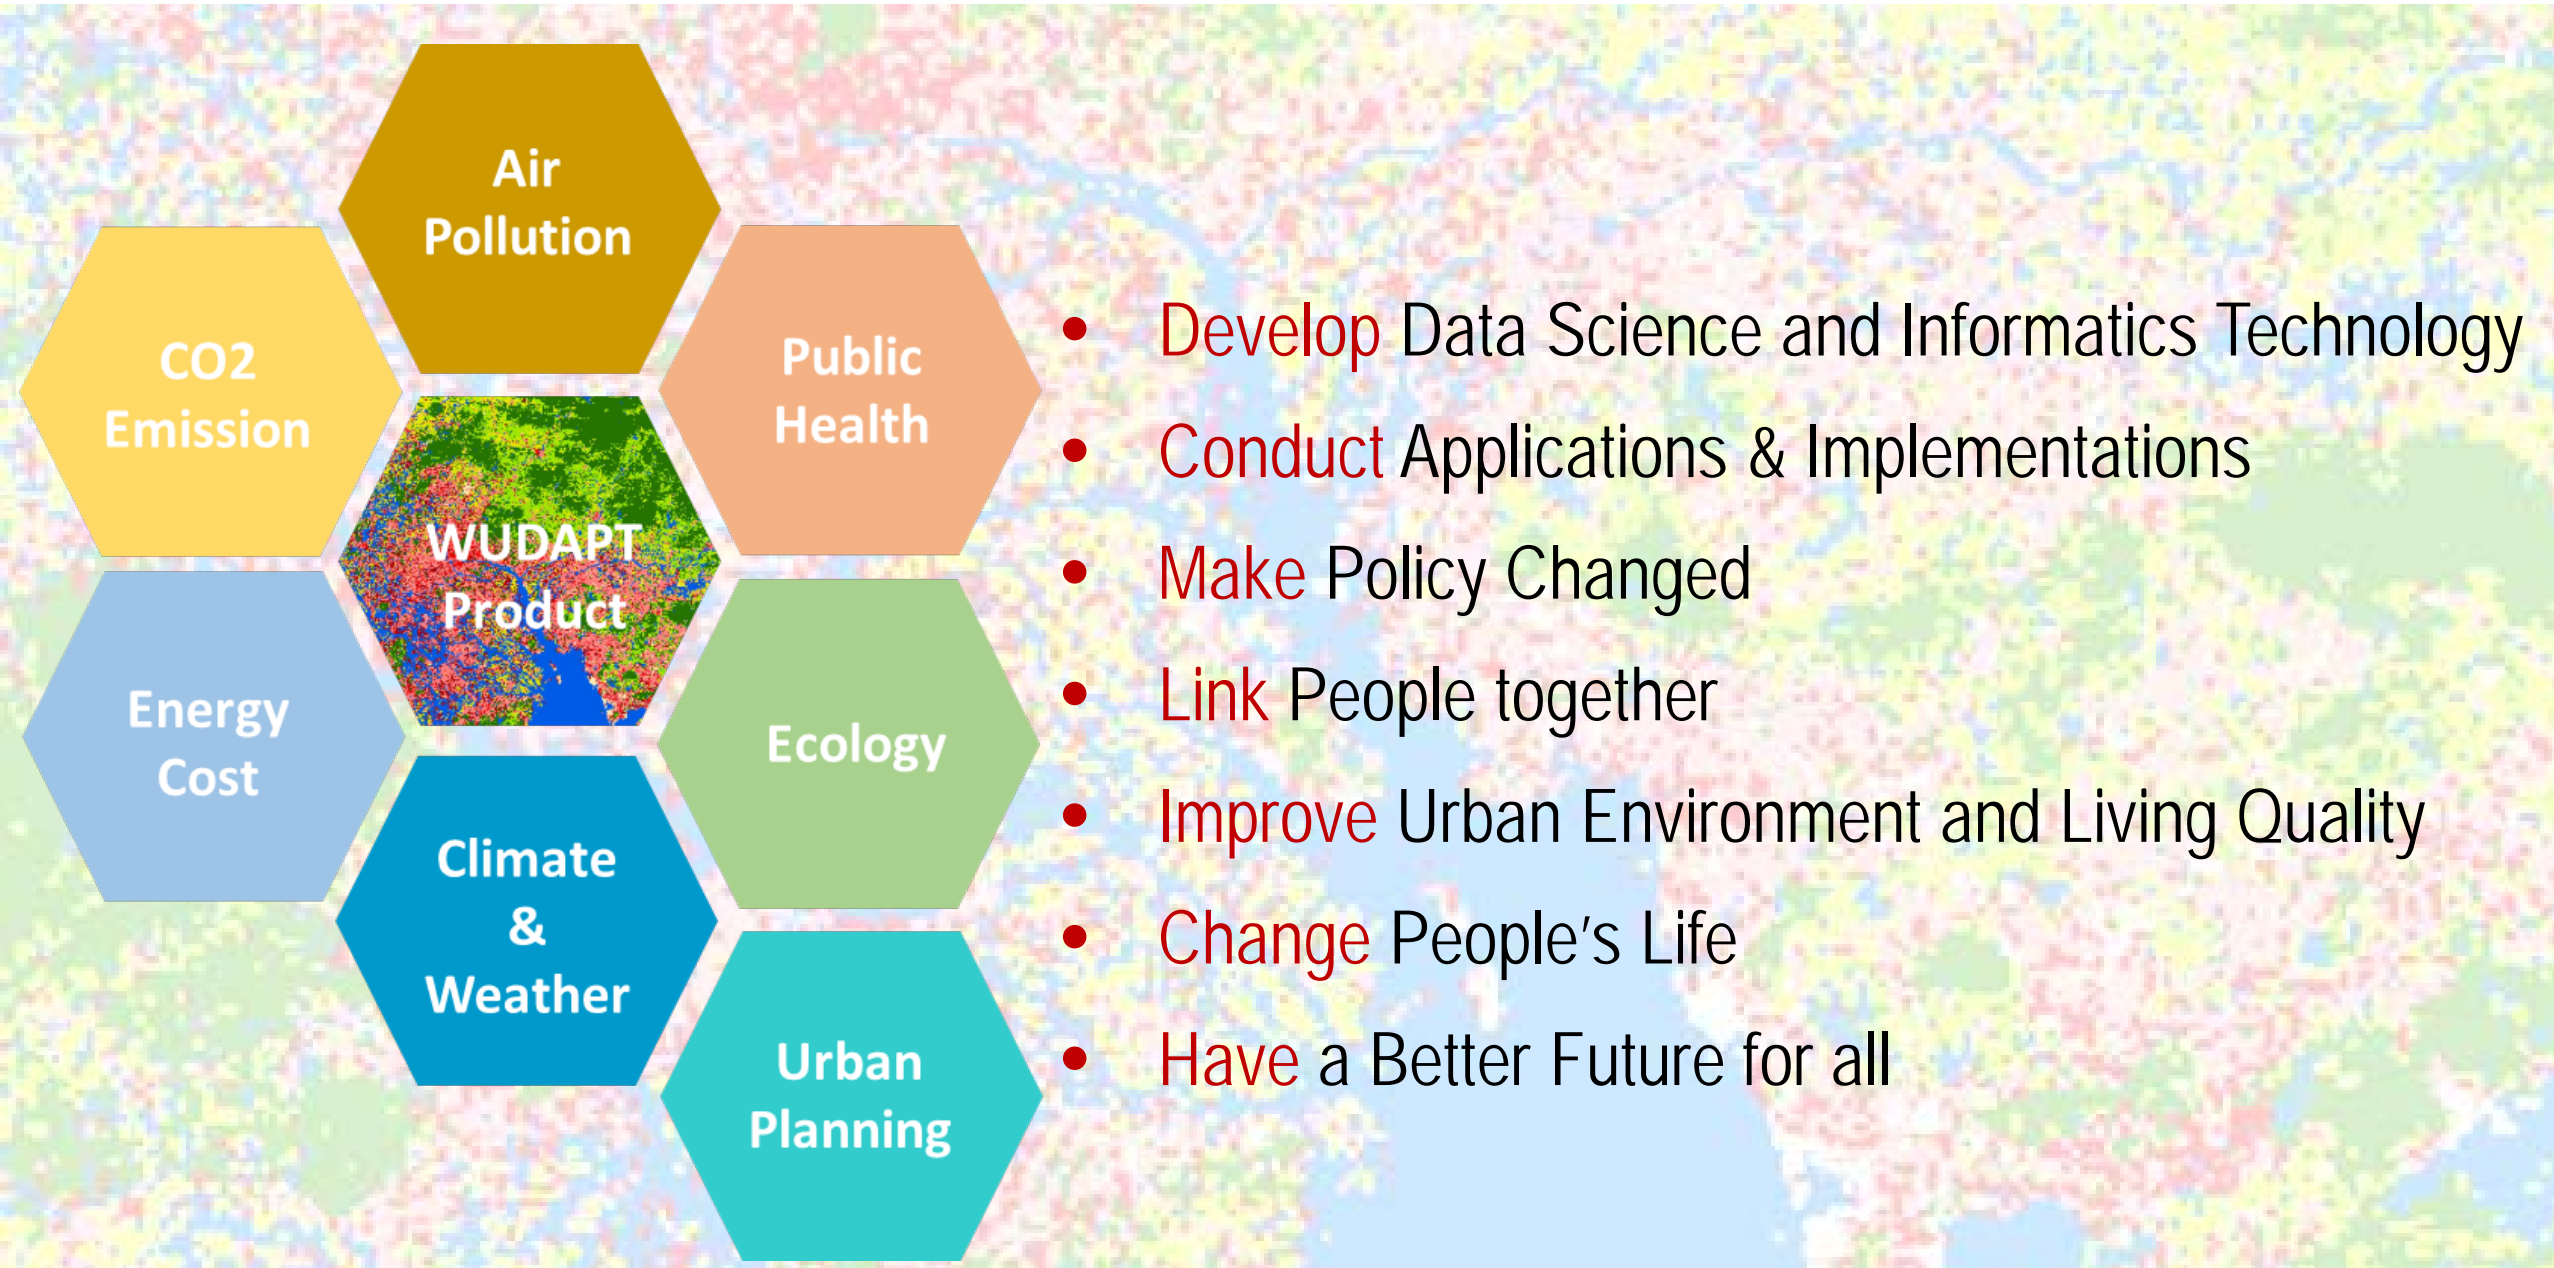 Air
Pollution
CO2
Emission
Public
Health
WUDAPT
Product
Energy
Cost
Ecology
Climate
&
Weather
Urban
Planning
• Develop Data Science and Informatics Technology
• Conduct Applications & Implementations
• Make Policy Changed
• Link People together
• Improve Urban Environment and Living Quality
• Change People's Life
• Have a Better Future for all